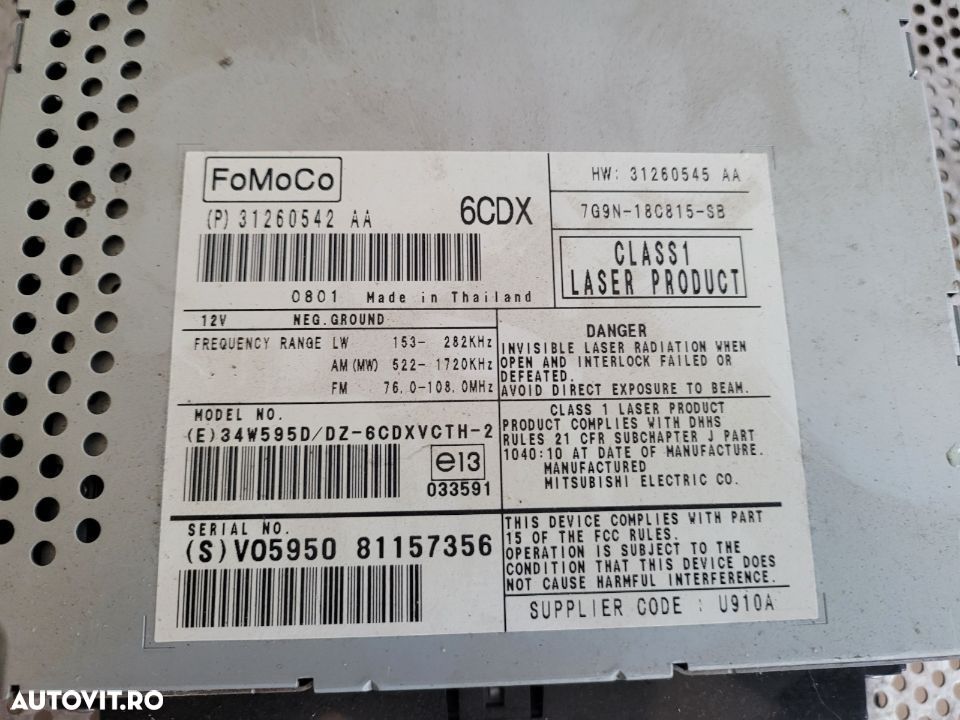 FoMoCo
(P) 31260542 AA
6CDX
0801 Made in Thailand
HW: 31260545 AA
7G9N-18C815-SB
CLASS1
LASER PRODUCT
12V NEG.GROUND
FREQUENCY RANGE LW 153- 282KHz
AM(MW) 522- 1720KHz
FM 76.0-108.0MHz
DANGER
INVISIBLE LASER RADIATION WHEN
OPEN AND INTERLOCK FAILED OR
DEFEATED.
AVOID DIRECT EXPOSURE TO BEAM.
MODEL NO.
(E)34W595D/DZ-6CDXVCTH-2
e13
033591
CLASS 1 LASER PRODUCT
PRODUCT COMPLIES WITH DHHS
RULES 21 CFR SUBCHAPTER J PART
1040:10 AT DATE OF MANUFACTURE.
MANUFACTURED
MITSUBISHI ELECTRIC CO.
SERIAL NO.
(S)VO5950 81157356
THIS DEVICE COMPLIES WITH PART
15 OF THE FCC RULES.
OPERATION IS SUBJECT TO THE
CONDITION THAT THIS DEVICE DOES
NOT CAUSE HARMFUL INTERFERENCE.
SUPPLIER CODE : U910A
AUTOVIT.RO